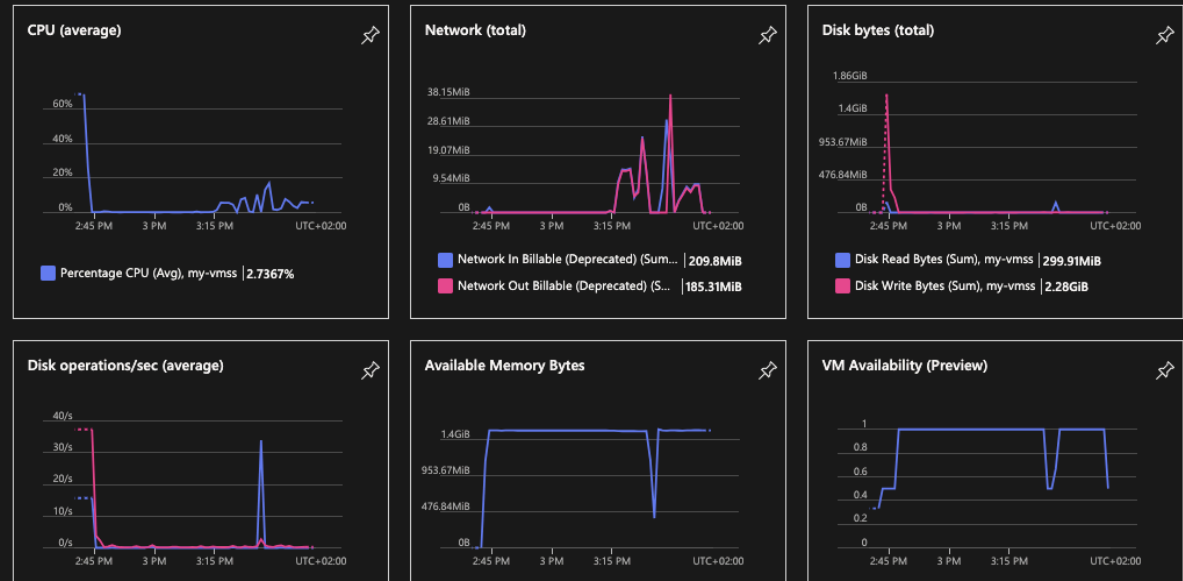 CPU (average)
60%
40%
20%
0%
2:45 PM 3 PM 3:15 PM UTC+02:00
Percentage CPU (Avg), my-vmss 2.7367%
Network (total)
38.15MiB
28.61MiB
19.07MiB
9.54MiB
0B
2:45 PM 3 PM 3:15 PM UTC+02:00
Network In Billable (Deprecated) (Sum... 209.8MiB
Network Out Billable (Deprecated) (S... 185.31MiB
Disk bytes (total)
1.86GiB
1.4GiB
953.67MiB
476.84MiB
0B
2:45 PM 3 PM 3:15 PM UTC+02:00
Disk Read Bytes (Sum), my-vmss 299.91MiB
Disk Write Bytes (Sum), my-vmss 2.28GiB
Disk operations/sec (average)
40/s
30/s
20/s
10/s
0/s
2:45 PM 3 PM 3:15 PM UTC+02:00
Available Memory Bytes
1.4GiB
953.67MiB
476.84MiB
0B
2:45 PM 3 PM 3:15 PM UTC+02:00
VM Availability (Preview)
1
0.8
0.6
0.4
0.2
0
2:45 PM 3 PM 3:15 PM UTC+02:00